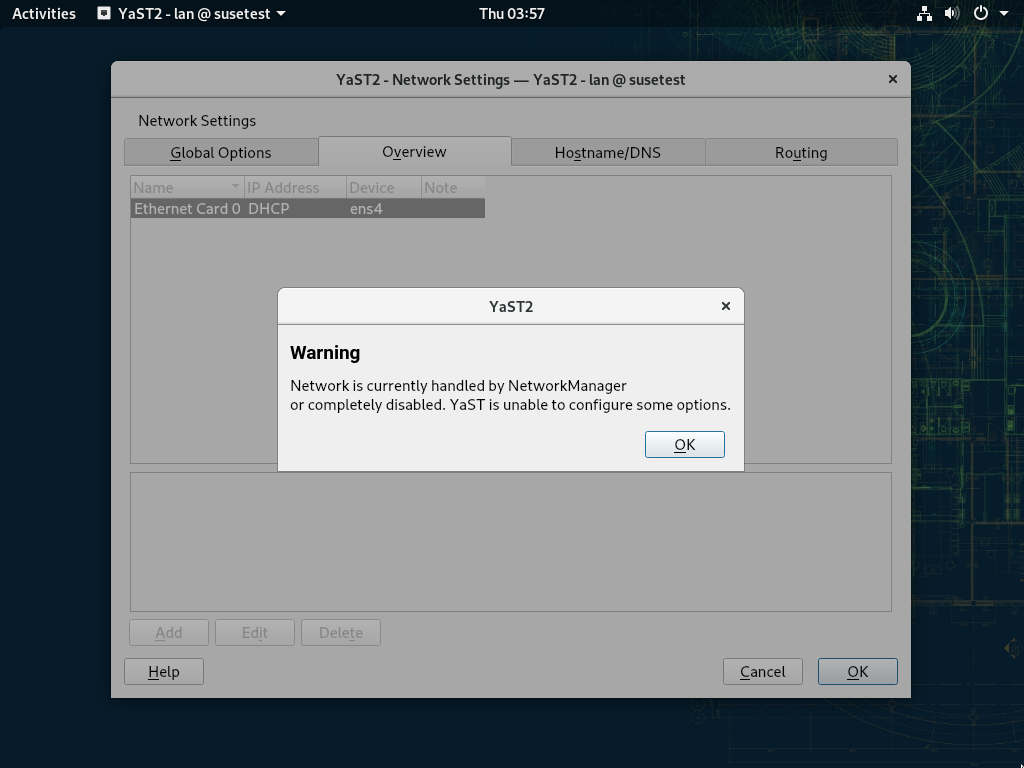 Activities YaST2 - lan @ susetest Thu 03:57
YaST2 - Network Settings — YaST2 - lan @ susetest
Network Settings
Global Options Overview Hostname/DNS Routing
Name IP Address Device Note
Ethernet Card 0 DHCP ens4
YaST2
Warning
Network is currently handled by NetworkManager
or completely disabled. YaST is unable to configure some options.
OK
Add Edit Delete
Help Cancel OK